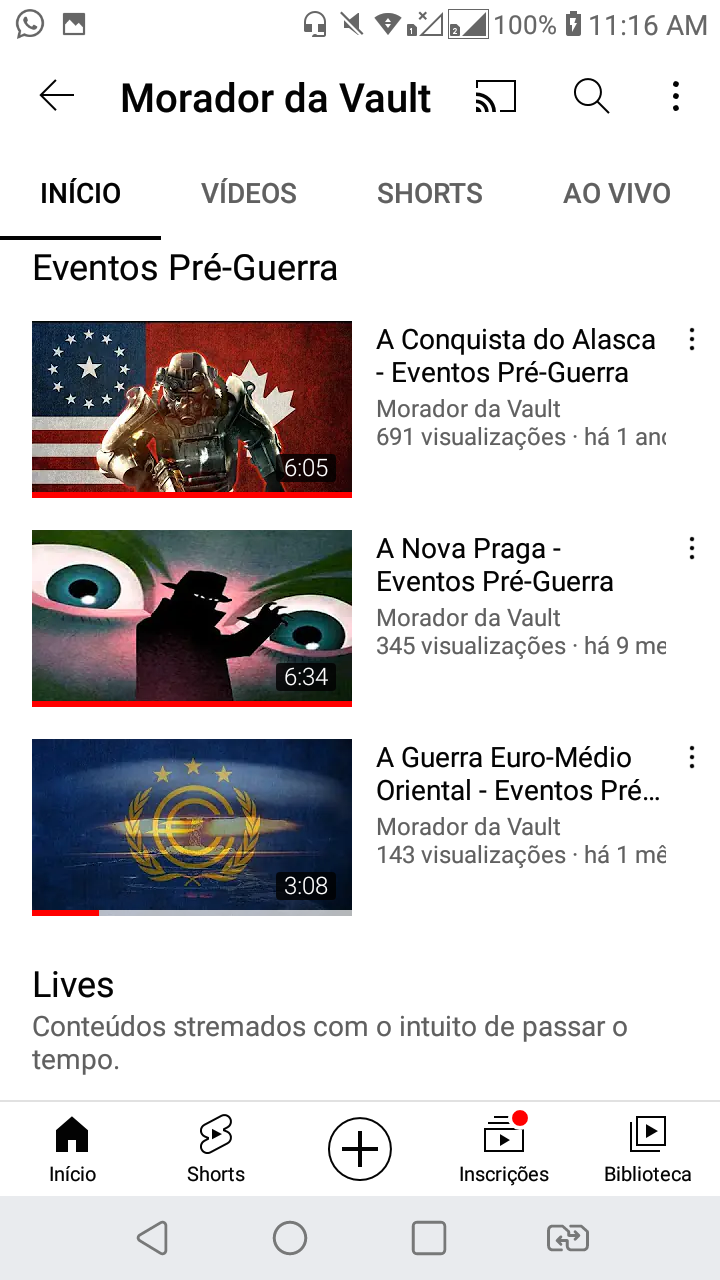 100% 11:16 AM
Morador da Vault
INÍCIO VÍDEOS SHORTS AO VIVO
Eventos Pré-Guerra
A Conquista do Alasca
- Eventos Pré-Guerra
Morador da Vault
691 visualizações · há 1 an
6:05
A Nova Praga -
Eventos Pré-Guerra
Morador da Vault
345 visualizações · há 9 me
6:34
A Guerra Euro-Médio
Oriental - Eventos Pré...
Morador da Vault
143 visualizações · há 1 mê
3:08
Lives
Conteúdos stremados com o intuito de passar o
tempo.
Início Shorts Inscrições Biblioteca